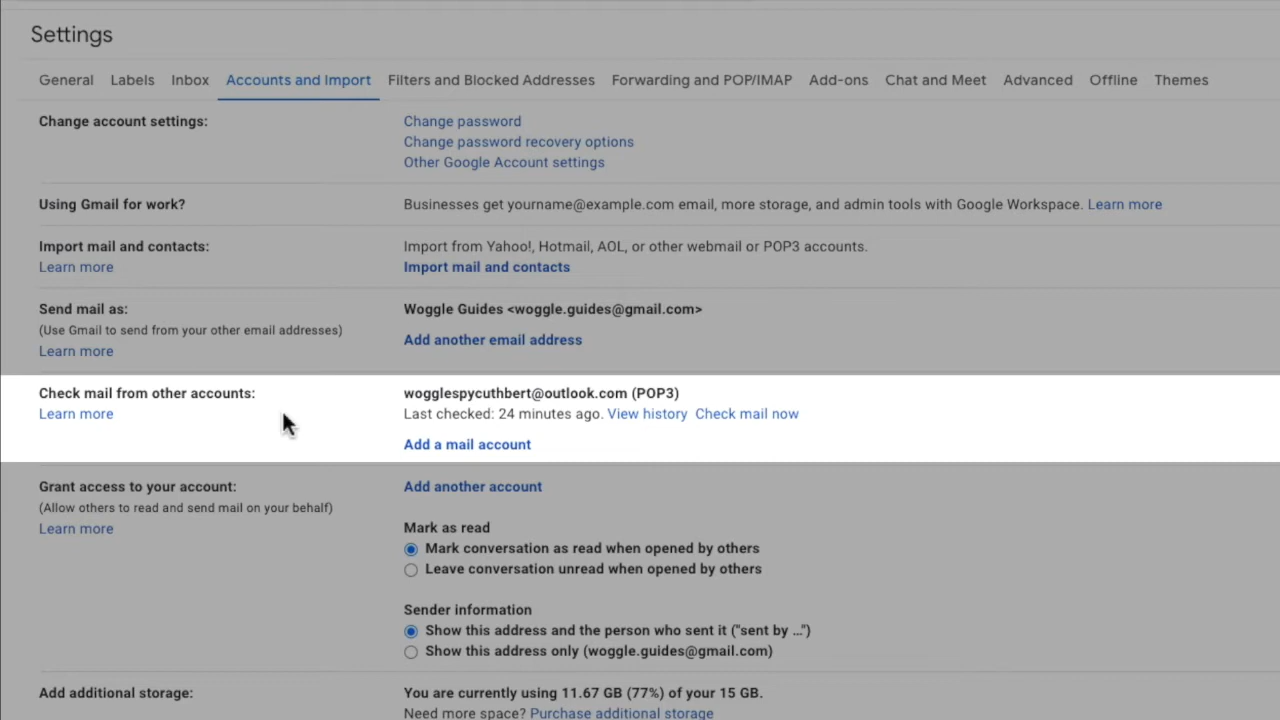 Settings
General Labels Inbox Accounts and Import Filters and Blocked Addresses Forwarding and POP/IMAP Add-ons Chat and Meet Advanced Offline Themes
Change account settings:
Change password
Change password recovery options
Other Google Account settings
Using Gmail for work?
Businesses get yourname@example.com email, more storage, and admin tools with Google Workspace. Learn more
Import mail and contacts:
Learn more
Import from Yahoo!, Hotmail, AOL, or other webmail or POP3 accounts.
Import mail and contacts
Send mail as:
(Use Gmail to send from your other email addresses)
Learn more
Woggle Guides <woggle.guides@gmail.com>
Add another email address
Check mail from other accounts:
Learn more
wogglespycuthbert@outlook.com (POP3)
Last checked: 24 minutes ago. View history Check mail now
Add a mail account
Grant access to your account:
(Allow others to read and send mail on your behalf)
Learn more
Add another account
Mark as read
Mark conversation as read when opened by others
Leave conversation unread when opened by others
Sender information
Show this address and the person who sent it ("sent by ...")
Show this address only (woggle.guides@gmail.com)
Add additional storage:
You are currently using 11.67 GB (77%) of your 15 GB.
Need more space? Purchase additional storage